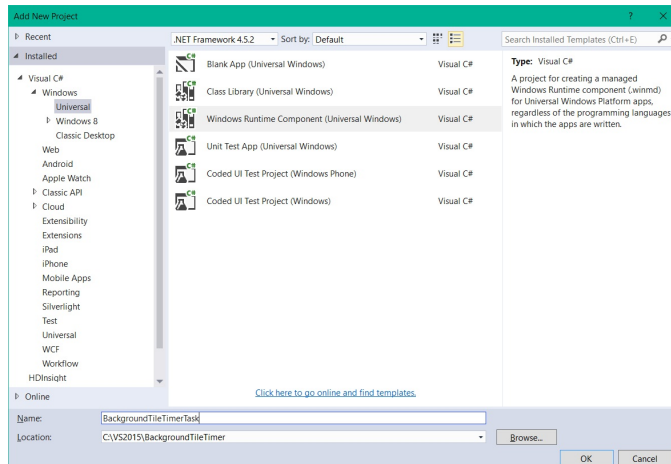 Add New Project
? X
Recent
.NET Framework 4.5.2 Sort by: Default
Search Installed Templates (Ctrl+E)
Installed
Visual C#
Windows
Universal
Windows 8
Classic Desktop
Web
Android
Apple Watch
Classic API
Cloud
Extensibility
Extensions
iPad
iPhone
Mobile Apps
Reporting
Silverlight
Test
Universal
WCF
Workflow
HDInsight
Online
Blank App (Universal Windows) Visual C#
Class Library (Universal Windows) Visual C#
Windows Runtime Component (Universal Windows) Visual C#
Unit Test App (Universal Windows) Visual C#
Coded UI Test Project (Windows Phone) Visual C#
Coded UI Test Project (Windows) Visual C#
Click here to go online and find templates.
Type: Visual C#
A project for creating a managed
Windows Runtime component (.winmd)
for Universal Windows Platform apps,
regardless of the programming languages
in which the apps are written.
Name: BackgroundTileTimerTask
Location: C:\VS2015\BackgroundTileTimer
Browse...
OK Cancel